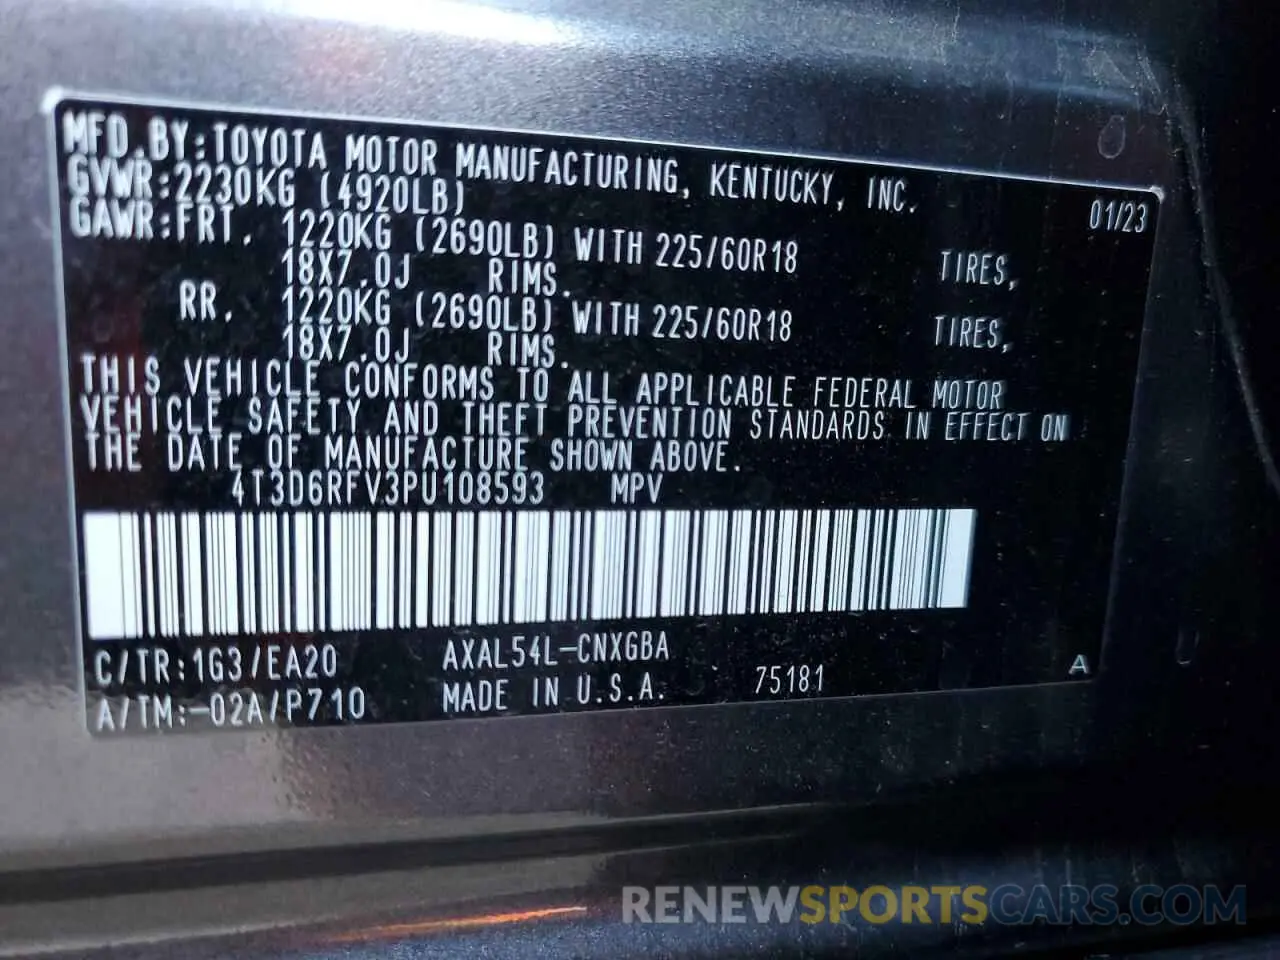 MFD.BY:TOYOTA MOTOR MANUFACTURING, KENTUCKY, INC.
GVWR:2230KG (4920LB) 01/23
GAWR:FRT. 1220KG (2690LB) WITH 225/60R18 TIRES,
18X7.0J RIMS.
RR. 1220KG (2690LB) WITH 225/60R18 TIRES,
18X7.0J RIMS.
THIS VEHICLE CONFORMS TO ALL APPLICABLE FEDERAL MOTOR
VEHICLE SAFETY AND THEFT PREVENTION STANDARDS IN EFFECT ON
THE DATE OF MANUFACTURE SHOWN ABOVE.
4T3D6RFV3PU108593 MPV
C/TR:1G3/EA20 AXAL54L-CNXGBA
A/TM:-02A/P710 MADE IN U.S.A. 75181 A
RENEWSPORTSCARS.COM